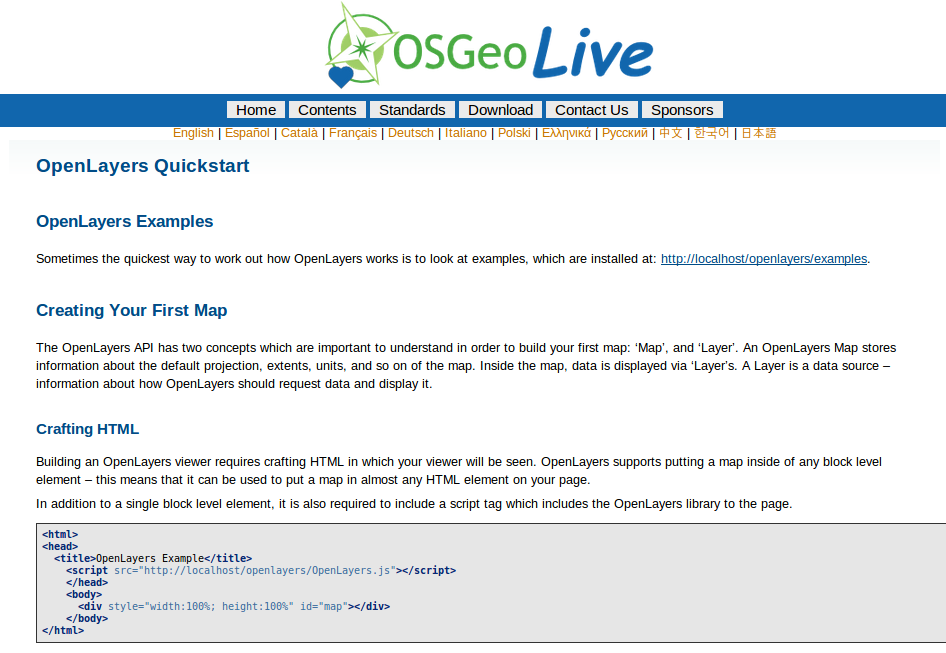 OSGeo Live
Home Contents Standards Download Contact Us Sponsors
English | Español | Català | Français | Deutsch | Italiano | Polski | Ελληνικά | Русский | 中文 | 한국어 | 日本語
OpenLayers Quickstart
OpenLayers Examples
Sometimes the quickest way to work out how OpenLayers works is to look at examples, which are installed at: http://localhost/openlayers/examples.
Creating Your First Map
The OpenLayers API has two concepts which are important to understand in order to build your first map: ‘Map’, and ‘Layer’. An OpenLayers Map stores
information about the default projection, extents, units, and so on of the map. Inside the map, data is displayed via ‘Layer’s. A Layer is a data source –
information about how OpenLayers should request data and display it.
Crafting HTML
Building an OpenLayers viewer requires crafting HTML in which your viewer will be seen. OpenLayers supports putting a map inside of any block level
element – this means that it can be used to put a map in almost any HTML element on your page.
In addition to a single block level element, it is also required to include a script tag which includes the OpenLayers library to the page.
<html>
<head>
  <title>OpenLayers Example</title>
    <script src="http://localhost/openlayers/OpenLayers.js"></script>
    </head>
    <body>
      <div style="width:100%; height:100%" id="map"></div>
    </body>
</html>